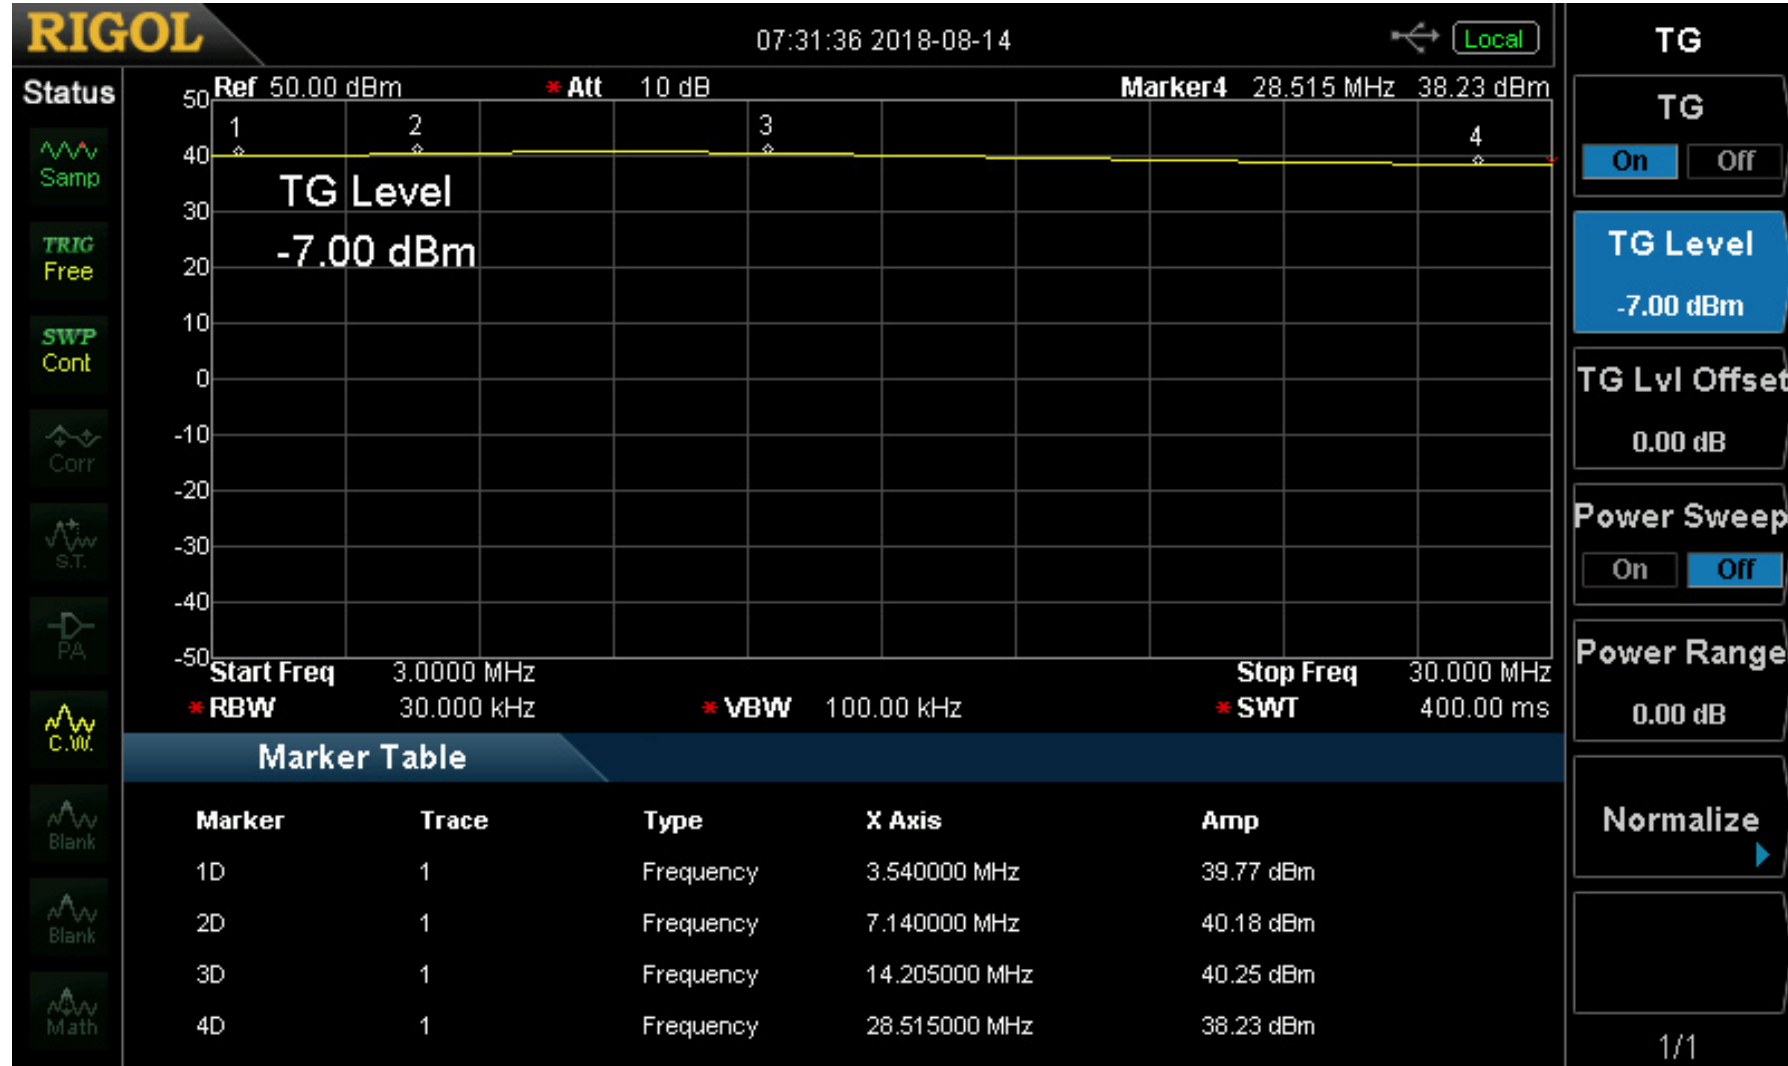 RIGOL
07:31:36 2018-08-14
Local
TG
Status
Ref 50.00 dBm * Att 10 dB Marker4 28.515 MHz 38.23 dBm
50
40
30
20
10
0
-10
-20
-30
-40
-50
1 2 3 4
TG Level
-7.00 dBm
Samp
TRIG
Free
SWP
Cont
Corr
S.T.
PA
C.W.
Blank
Blank
Math
Start Freq 3.0000 MHz Stop Freq 30.000 MHz
* RBW 30.000 kHz * VBW 100.00 kHz * SWT 400.00 ms
Marker Table
Marker Trace Type X Axis Amp
1D 1 Frequency 3.540000 MHz 39.77 dBm
2D 1 Frequency 7.140000 MHz 40.18 dBm
3D 1 Frequency 14.205000 MHz 40.25 dBm
4D 1 Frequency 28.515000 MHz 38.23 dBm
TG
On Off
TG Level
-7.00 dBm
TG Lvl Offset
0.00 dB
Power Sweep
On Off
Power Range
0.00 dB
Normalize
1/1